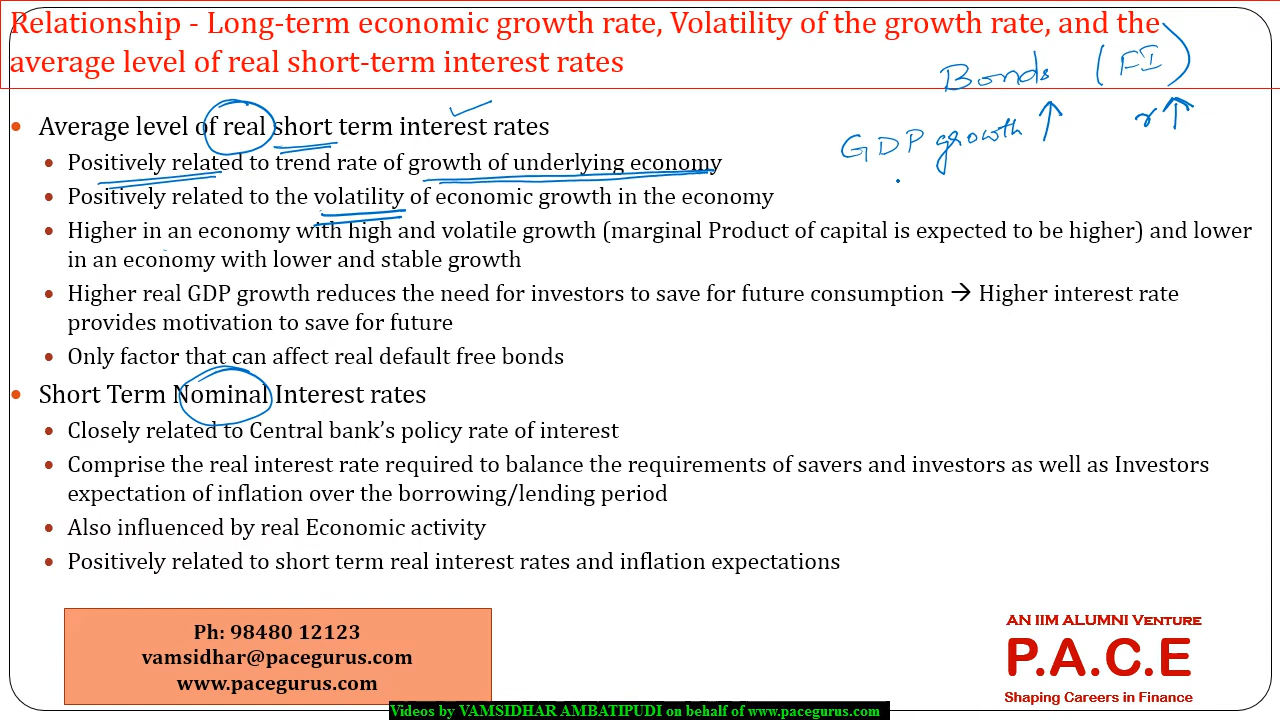 Relationship - Long-term economic growth rate, Volatility of the growth rate, and the
average level of real short-term interest rates
Bonds (FI)
GDP growth ↑ r ↑
• Average level of real short term interest rates
• Positively related to trend rate of growth of underlying economy
• Positively related to the volatility of economic growth in the economy
• Higher in an economy with high and volatile growth (marginal Product of capital is expected to be higher) and lower
in an economy with lower and stable growth
• Higher real GDP growth reduces the need for investors to save for future consumption → Higher interest rate
provides motivation to save for future
• Only factor that can affect real default free bonds
• Short Term Nominal Interest rates
• Closely related to Central bank’s policy rate of interest
• Comprise the real interest rate required to balance the requirements of savers and investors as well as Investors
expectation of inflation over the borrowing/lending period
• Also influenced by real Economic activity
• Positively related to short term real interest rates and inflation expectations
Ph: 98480 12123
vamsidhar@pacegurus.com
www.pacegurus.com
AN IIM ALUMNI VENTURE
P.A.C.E
Shaping Careers in Finance
Videos by VAMSIDHAR AMBATIPUDI on behalf of www.pacegurus.com